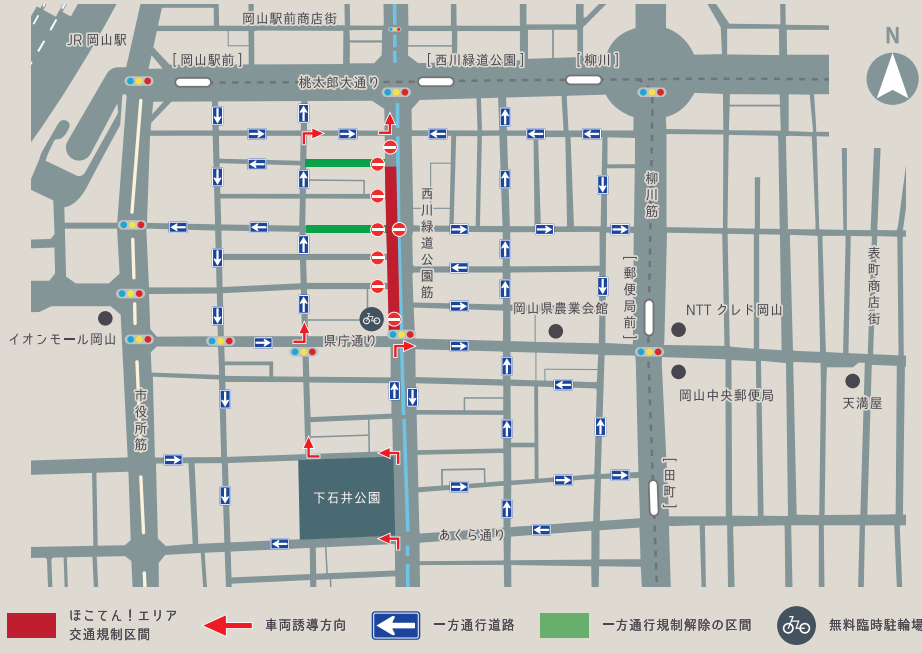 岡山駅前商店街
JR 岡山駅
[岡山駅前]
[西川緑道公園]
[柳川]
N
桃太郎大通り
柳川筋
西川緑道公園筋
表町商店街
[郵便局前]
岡山県農業会館
NTT クレド岡山
イオンモール岡山
県庁通り
市役所筋
岡山中央郵便局
天満屋
[田町]
下石井公園
あくら通り
ほこてん!エリア
交通規制区間
車両誘導方向
一方通行道路
一方通行規制解除の区間
無料臨時駐輪場